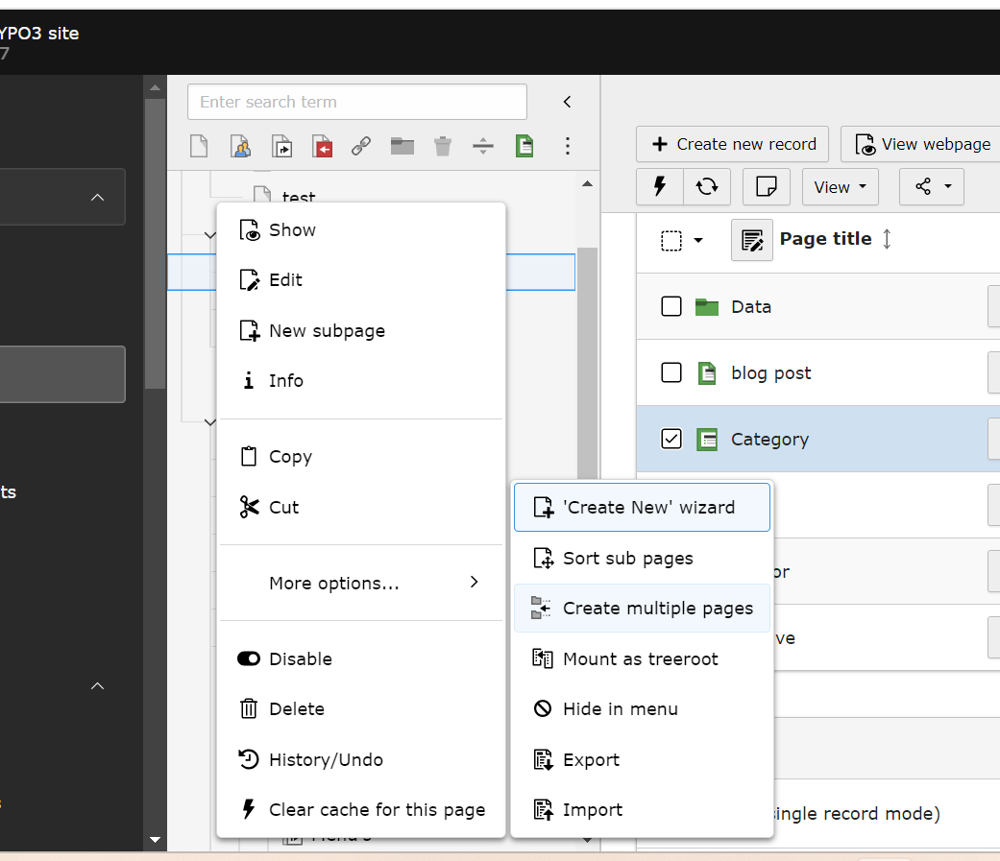 YPO3 site
7
Enter search term
Create new record
View webpage
View
test
Page title
Show
Edit
New subpage
Info
Copy
Cut
More options...
Disable
Delete
History/Undo
Clear cache for this page
'Create New' wizard
Sort sub pages
Create multiple pages
Mount as treeroot
Hide in menu
Export
Import
Data
blog post
Category
or
ve
single record mode)
ts